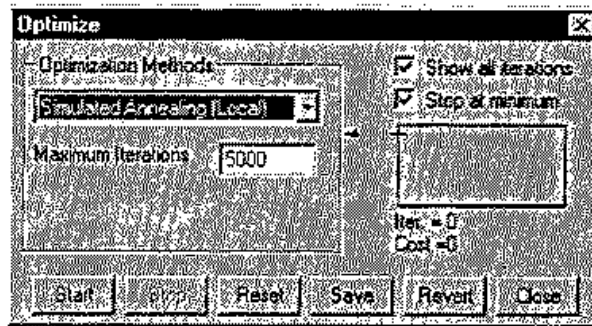 Optimize
Optimization Methods
Simulated Annealing (Local)
Maximum Iterations 5000
Show all iterations
Stop at minimum
Iter. = 0
Cost =0
Start Stop Reset Save Revert Close